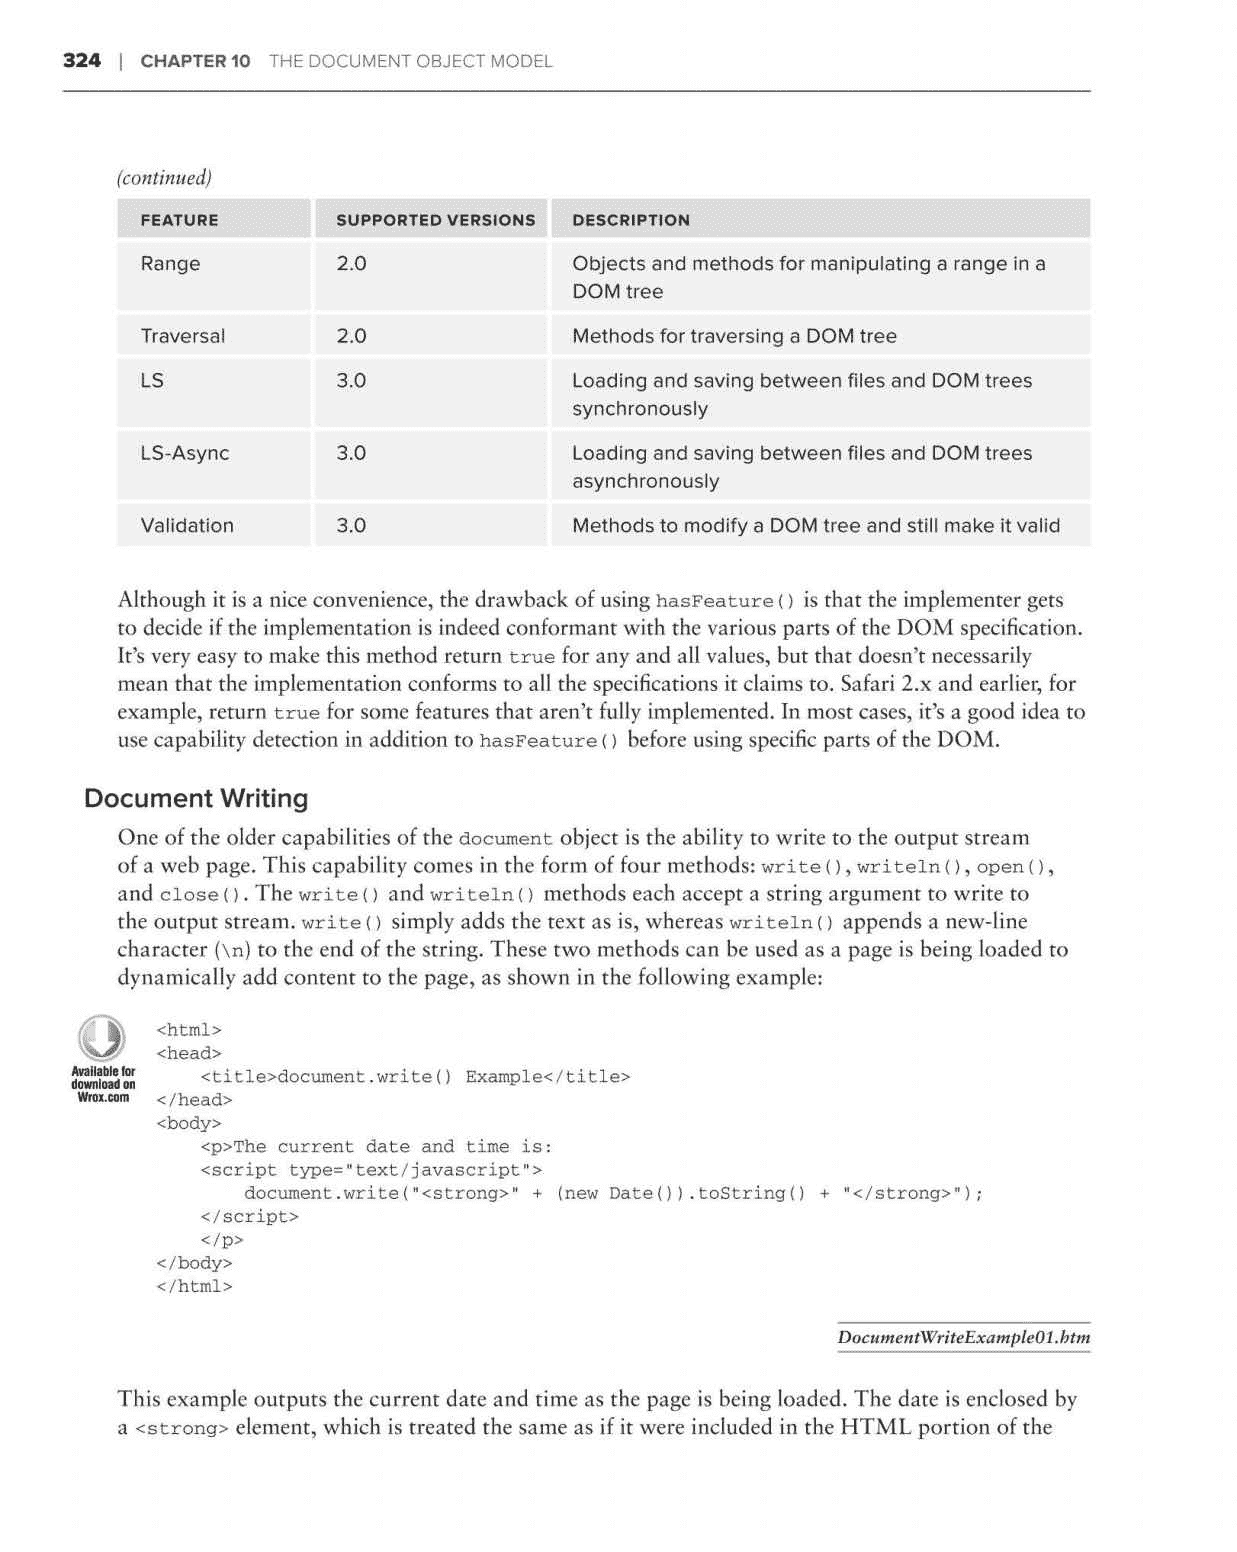 324 | CHAPTER 10 THE DOCUMENT OBJECT MODEL
(continued)
FEATURE SUPPORTED VERSIONS DESCRIPTION
Range 2.0 Objects and methods for manipulating a range in a
DOM tree
Traversal 2.0 Methods for traversing a DOM tree
LS 3.0 Loading and saving between files and DOM trees
synchronously
LS-Async 3.0 Loading and saving between files and DOM trees
asynchronously
Validation 3.0 Methods to modify a DOM tree and still make it valid
Although it is a nice convenience, the drawback of using hasFeature() is that the implementer gets
to decide if the implementation is indeed conformant with the various parts of the DOM specification.
It’s very easy to make this method return true for any and all values, but that doesn’t necessarily
mean that the implementation conforms to all the specifications it claims to. Safari 2.x and earlier, for
example, return true for some features that aren’t fully implemented. In most cases, it’s a good idea to
use capability detection in addition to hasFeature() before using specific parts of the DOM.
Document Writing
One of the older capabilities of the document object is the ability to write to the output stream
of a web page. This capability comes in the form of four methods: write(), writeln(), open(),
and close(). The write() and writeln() methods each accept a string argument to write to
the output stream. write() simply adds the text as is, whereas writeln() appends a new-line
character (\n) to the end of the string. These two methods can be used as a page is being loaded to
dynamically add content to the page, as shown in the following example:
Available for
download on
Wrox.com
<html>
<head>
    <title>document.write() Example</title>
</head>
<body>
    <p>The current date and time is:
    <script type="text/javascript">
        document.write("<strong>" + (new Date()).toString() + "</strong>");
    </script>
    </p>
</body>
</html>
DocumentWriteExample01.htm
This example outputs the current date and time as the page is being loaded. The date is enclosed by
a <strong> element, which is treated the same as if it were included in the HTML portion of the